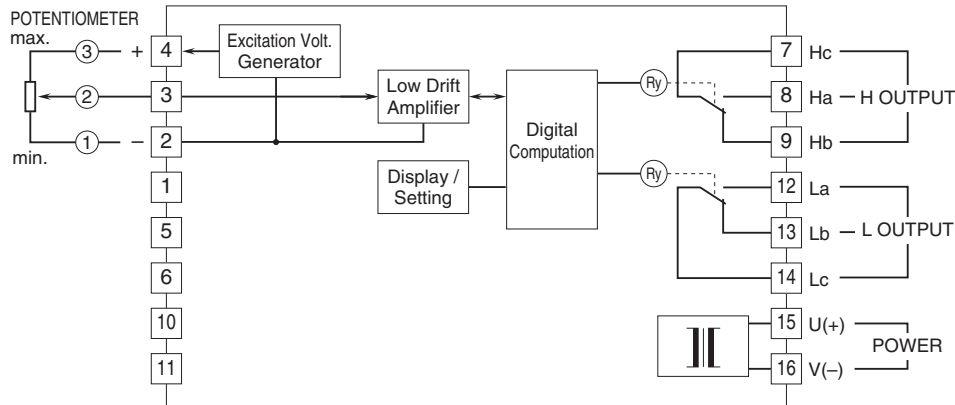 POTENTIOMETER
max.
3 + 4
Excitation Volt.
Generator
2 3
1 – 2
min.
1
5
6
10
11
Low Drift
Amplifier
Display /
Setting
Digital
Computation
Ry
Ry
7 Hc
8 Ha H OUTPUT
9 Hb
12 La
13 Lb L OUTPUT
14 Lc
15 U(+)
POWER
16 V(–)